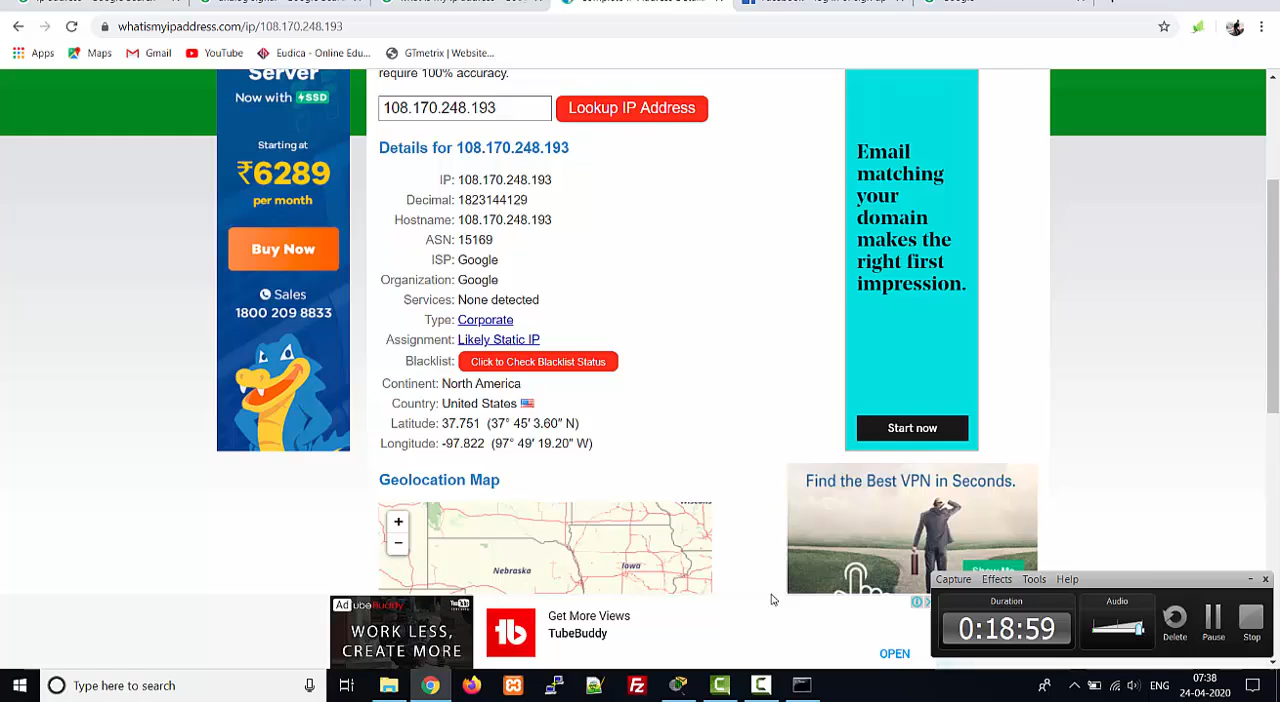 whatismyipaddress.com/ip/108.170.248.193
Apps
Maps
Gmail
YouTube
Eudica - Online Edu...
GTmetrix | Website...
Server
Now with SSD
Starting at
₹6289
per month
Buy Now
Sales
1800 209 8833
require 100% accuracy.
108.170.248.193
Lookup IP Address
Details for 108.170.248.193
IP: 108.170.248.193
Decimal: 1823144129
Hostname: 108.170.248.193
ASN: 15169
ISP: Google
Organization: Google
Services: None detected
Type: Corporate
Assignment: Likely Static IP
Blacklist: Click to Check Blacklist Status
Continent: North America
Country: United States
Latitude: 37.751 (37° 45′ 3.60″ N)
Longitude: -97.822 (97° 49′ 19.20″ W)
Geolocation Map
+
−
Nebraska
Iowa
Email
matching
your
domain
makes the
right first
impression.
Start now
Find the Best VPN in Seconds.
Show Me
Ad
TubeBuddy
WORK LESS,
CREATE MORE
Get More Views
TubeBuddy
OPEN
Capture Effects Tools Help
Duration
0:18:59
Audio
Delete
Pause
Stop
Type here to search
ENG
07:38
24-04-2020